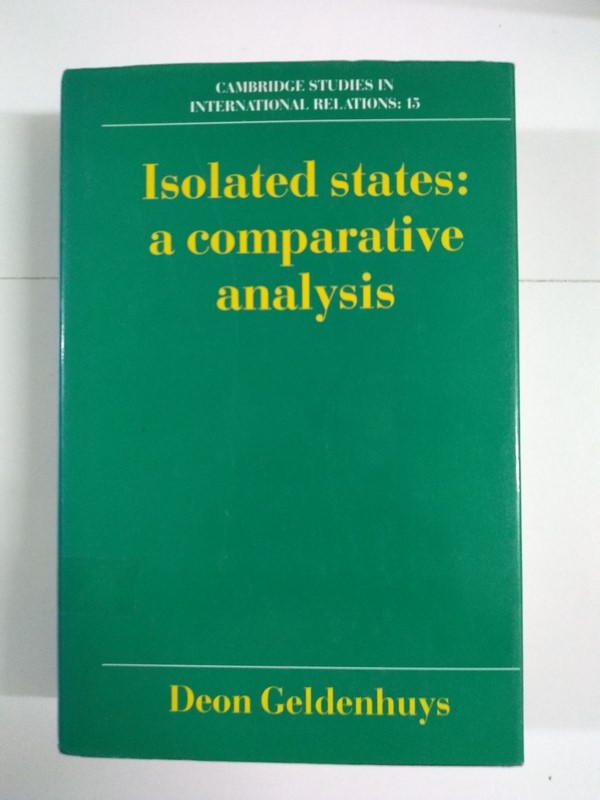 CAMBRIDGE STUDIES IN
INTERNATIONAL RELATIONS: 15
Isolated states:
a comparative
analysis
Deon Geldenhuys